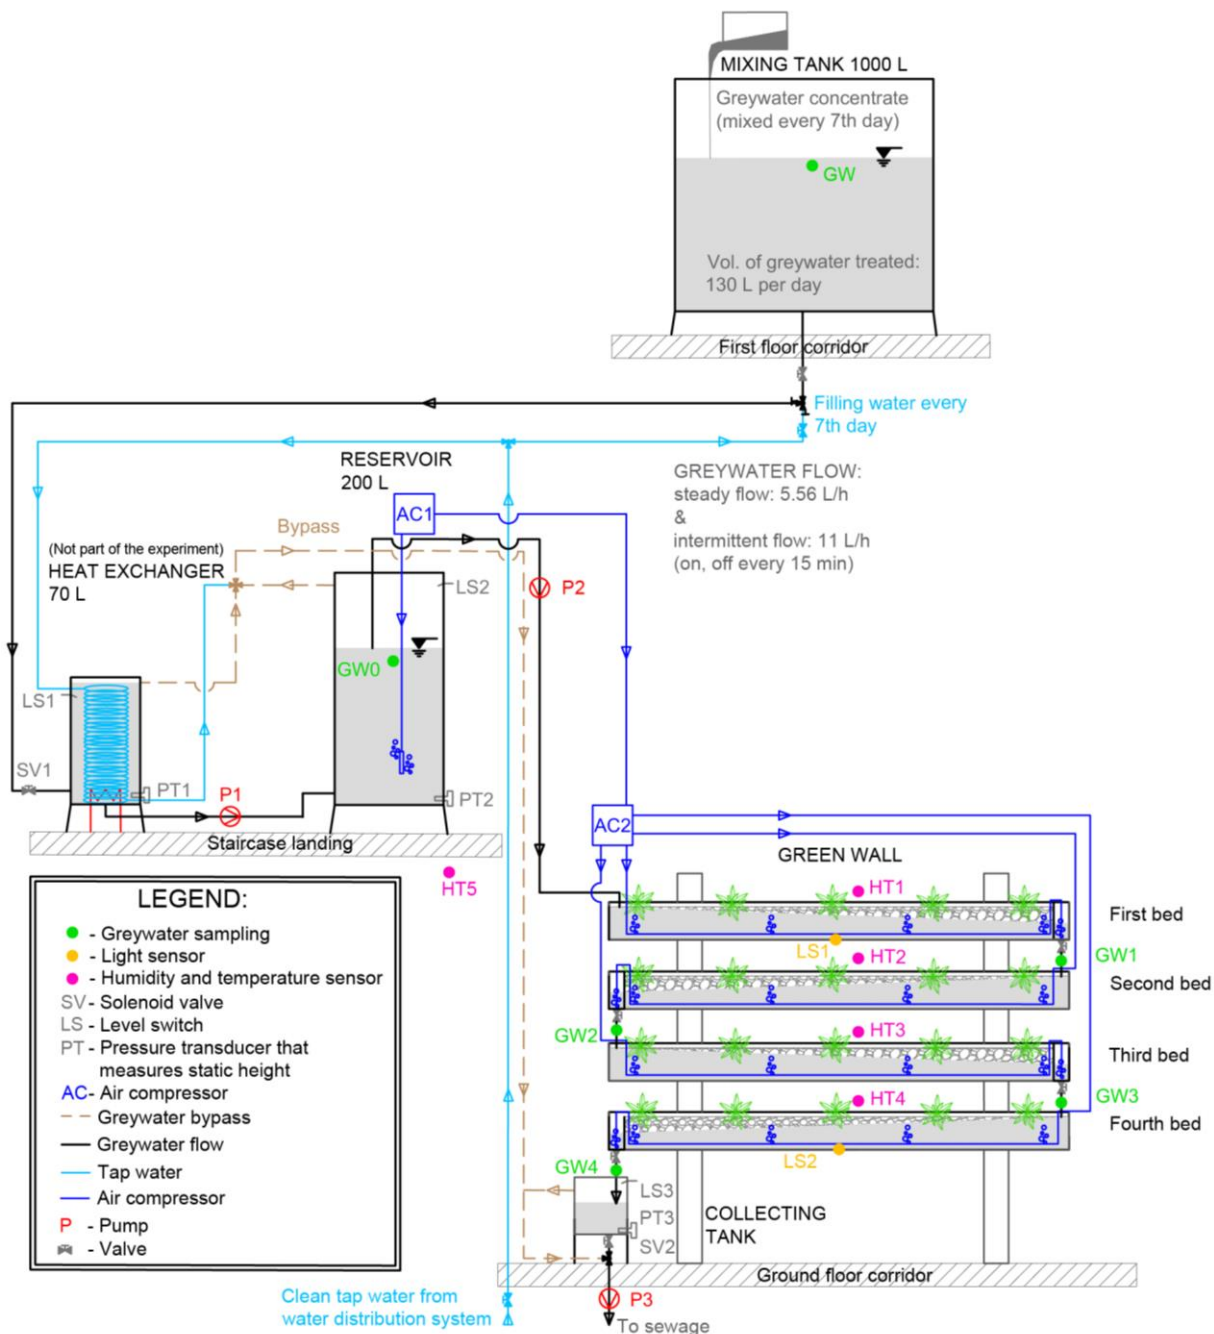 MIXING TANK 1000 L
Greywater concentrate
(mixed every 7th day)
GW
Vol. of greywater treated:
130 L per day
First floor corridor
Filling water every
7th day
RESERVOIR
200 L
GREYWATER FLOW:
steady flow: 5.56 L/h
&
intermittent flow: 11 L/h
(on, off every 15 min)
AC1
Bypass
(Not part of the experiment)
HEAT EXCHANGER
70 L
LS2
P2
GW0
LS1
SV1
PT1
P1
PT2
Staircase landing
AC2
GREEN WALL
HT5
HT1
First bed
LS1
HT2
GW1
Second bed
GW2
HT3
Third bed
HT4
GW3
Fourth bed
GW4
LS2
LS3
PT3
SV2
COLLECTING
TANK
Ground floor corridor
P3
To sewage
Clean tap water from
water distribution system
LEGEND:
- Greywater sampling
- Light sensor
- Humidity and temperature sensor
SV - Solenoid valve
LS - Level switch
PT - Pressure transducer that
measures static height
AC- Air compressor
- Greywater bypass
- Greywater flow
- Tap water
- Air compressor
P - Pump
- Valve